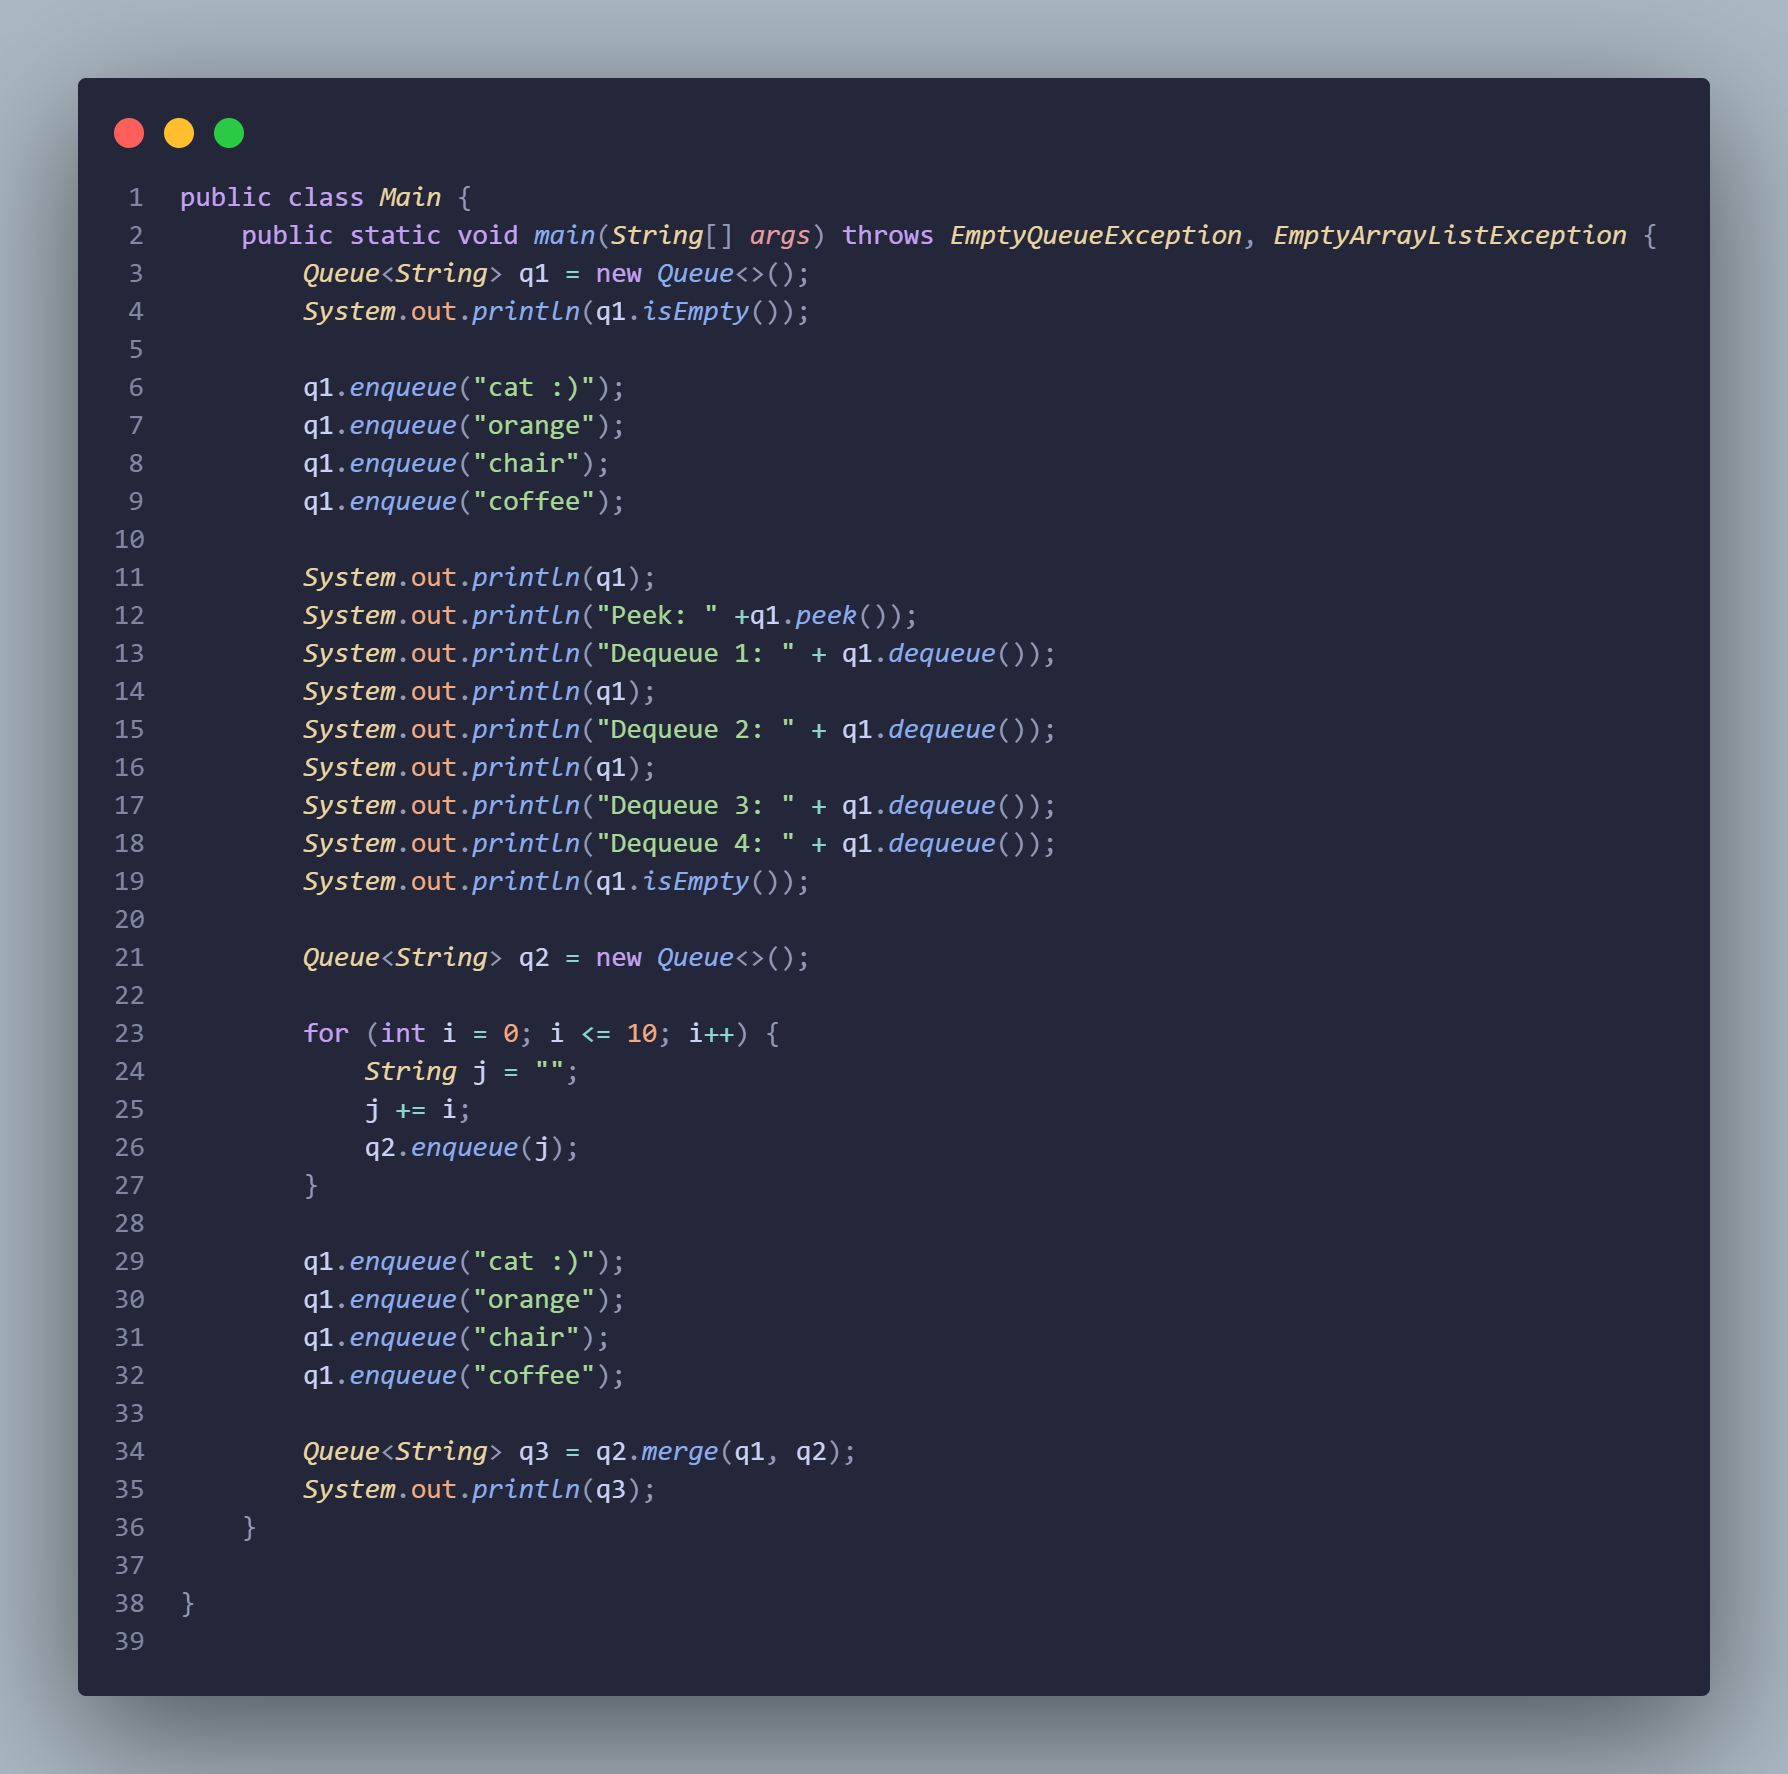 1 public class Main {
2     public static void main(String[] args) throws EmptyQueueException, EmptyArrayListException {
3         Queue<String> q1 = new Queue<>();
4         System.out.println(q1.isEmpty());
5
6         q1.enqueue("cat :)");
7         q1.enqueue("orange");
8         q1.enqueue("chair");
9         q1.enqueue("coffee");
10
11         System.out.println(q1);
12         System.out.println("Peek: " +q1.peek());
13         System.out.println("Dequeue 1: " + q1.dequeue());
14         System.out.println(q1);
15         System.out.println("Dequeue 2: " + q1.dequeue());
16         System.out.println(q1);
17         System.out.println("Dequeue 3: " + q1.dequeue());
18         System.out.println("Dequeue 4: " + q1.dequeue());
19         System.out.println(q1.isEmpty());
20
21         Queue<String> q2 = new Queue<>();
22
23         for (int i = 0; i <= 10; i++) {
24             String j = "";
25             j += i;
26             q2.enqueue(j);
27         }
28
29         q1.enqueue("cat :)");
30         q1.enqueue("orange");
31         q1.enqueue("chair");
32         q1.enqueue("coffee");
33
34         Queue<String> q3 = q2.merge(q1, q2);
35         System.out.println(q3);
36     }
37
38 }
39